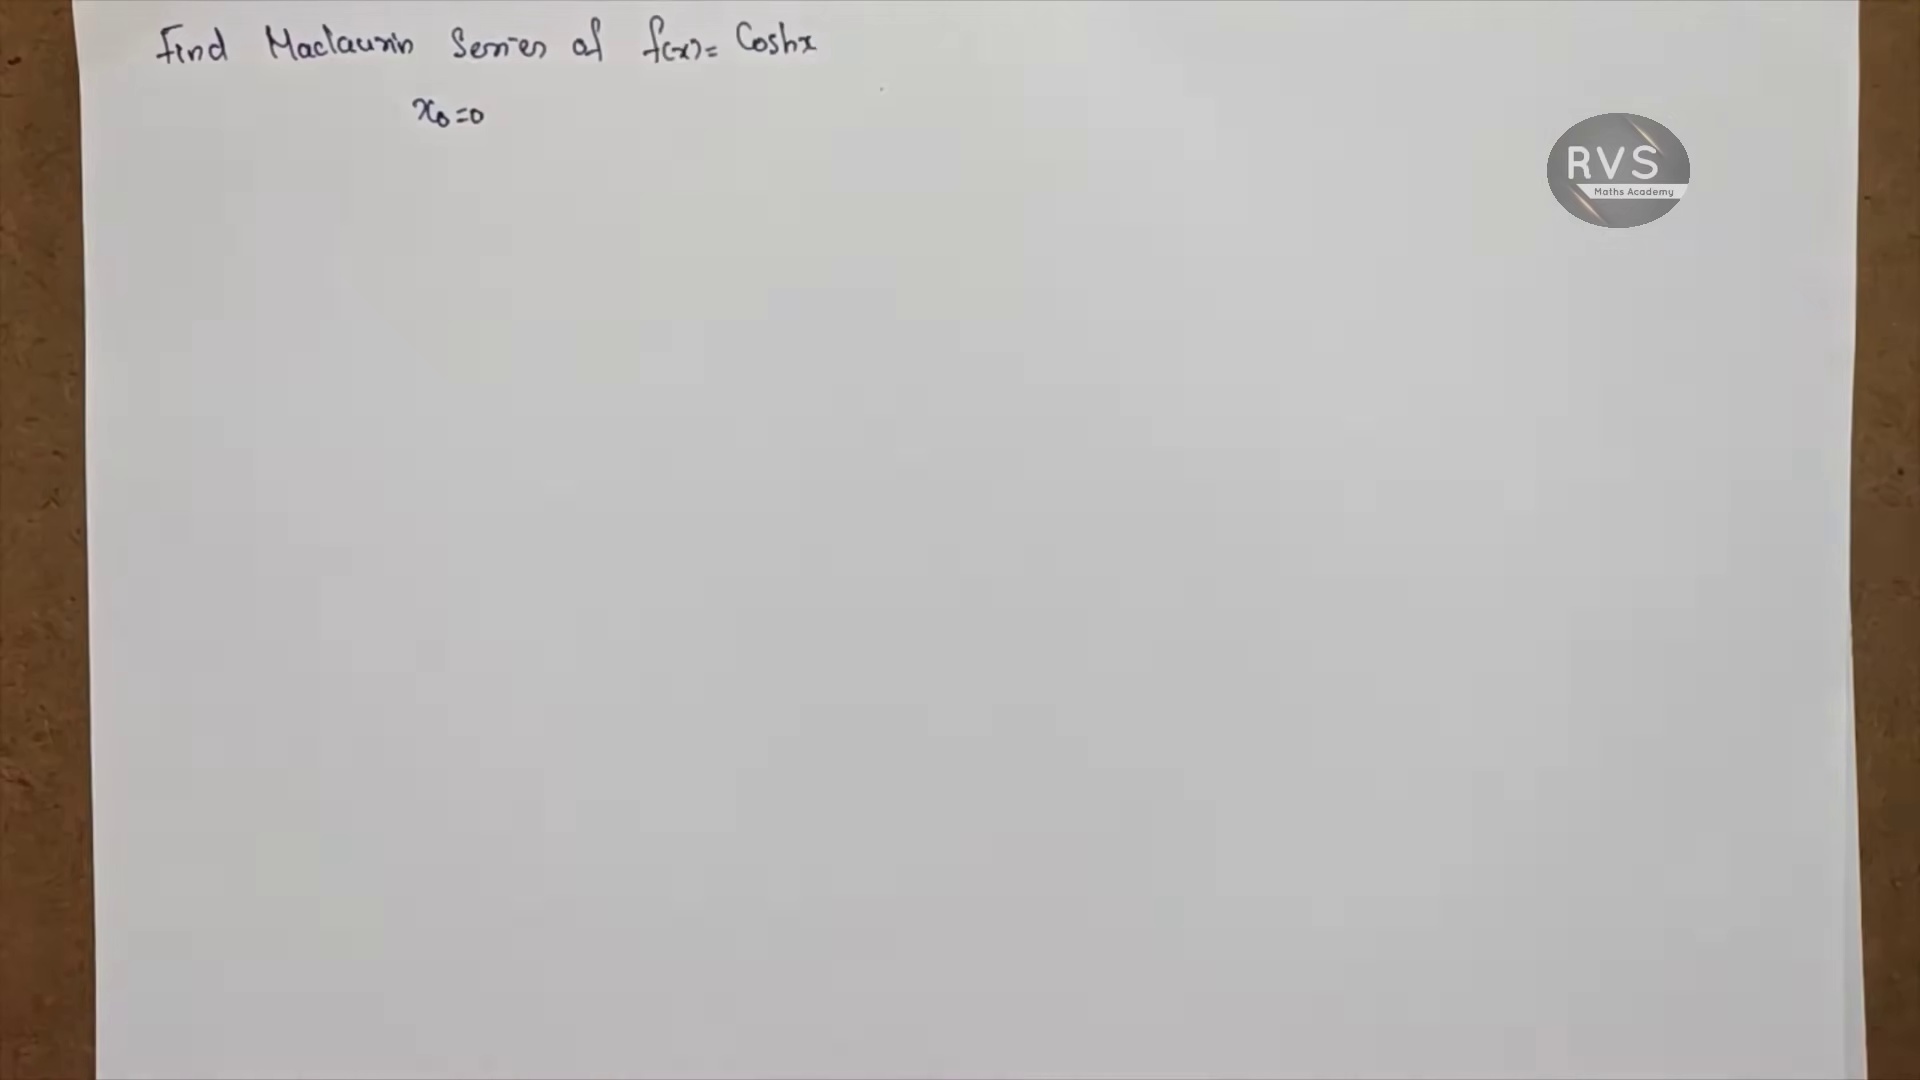 Find Maclaurin Series of f(x) = Coshx
x₀=0
RVS
Maths Academy